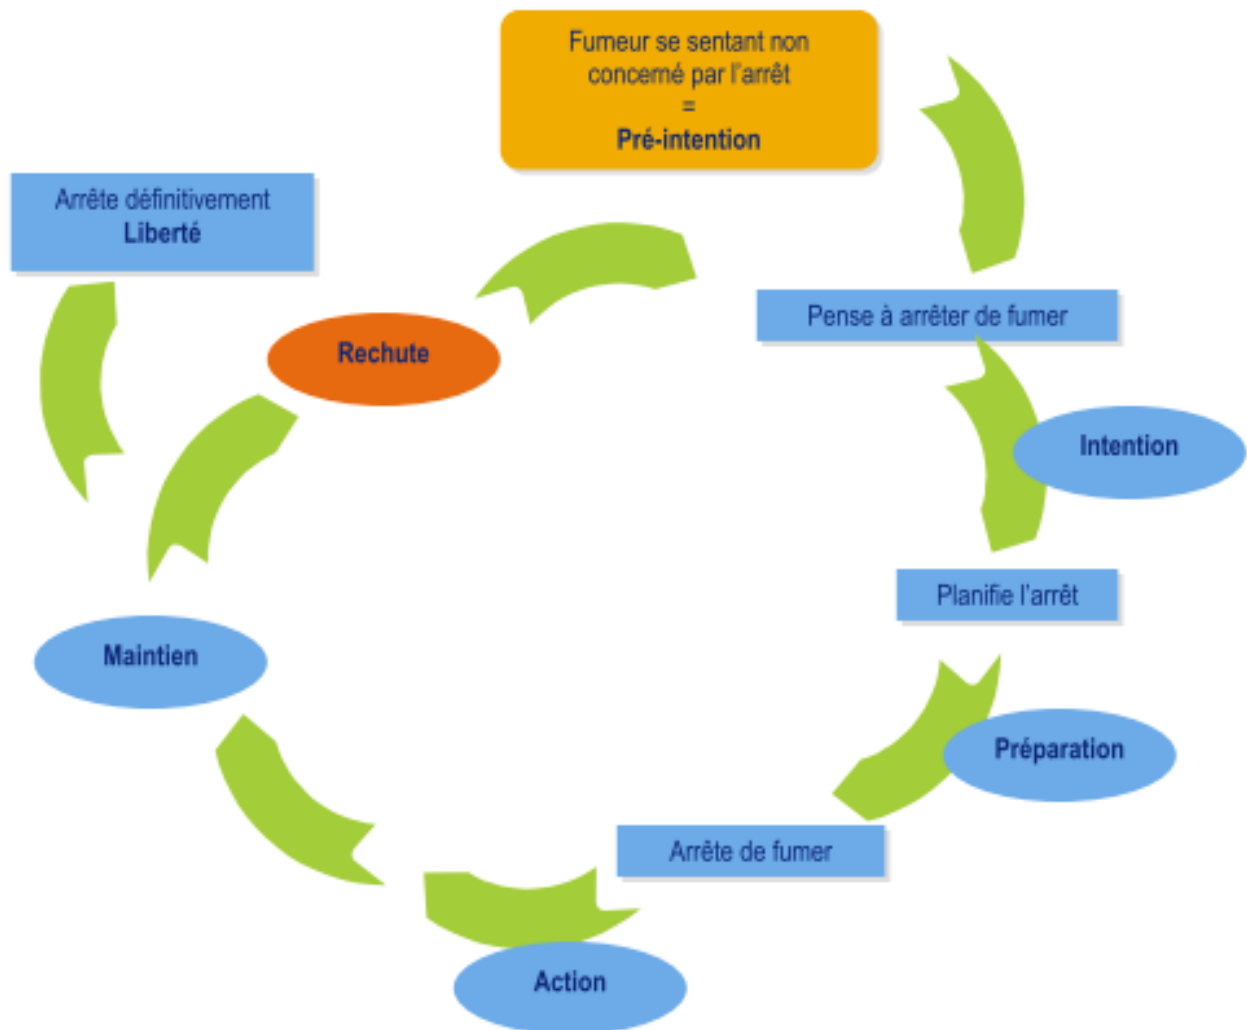 Fumeur se sentant non
concerné par l'arrêt
=
Pré-intention
Arrête définitivement
Liberté
Pense à arrêter de fumer
Rechute
Intention
Planifie l'arrêt
Maintien
Préparation
Arrête de fumer
Action